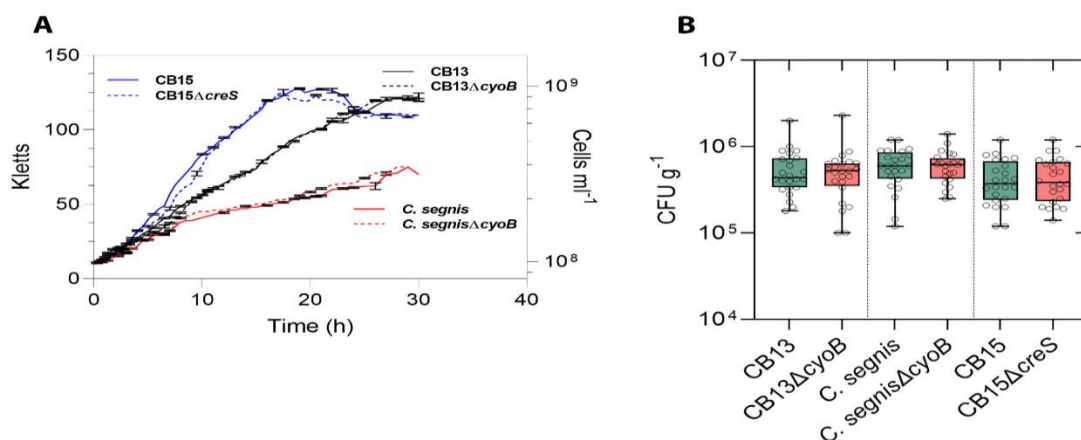 A
150
100
50
0
Kletts
CB15
CB15ΔcreS
CB13
CB13ΔcyoB
C. segnis
C. segnisΔcyoB
10⁹
10⁸
Cells ml⁻¹
0 10 20 30 40
Time (h)
B
10⁷
10⁶
10⁵
10⁴
CFU g⁻¹
CB13
CB13ΔcyoB
C. segnis
C. segnisΔcyoB
CB15
CB15ΔcreS